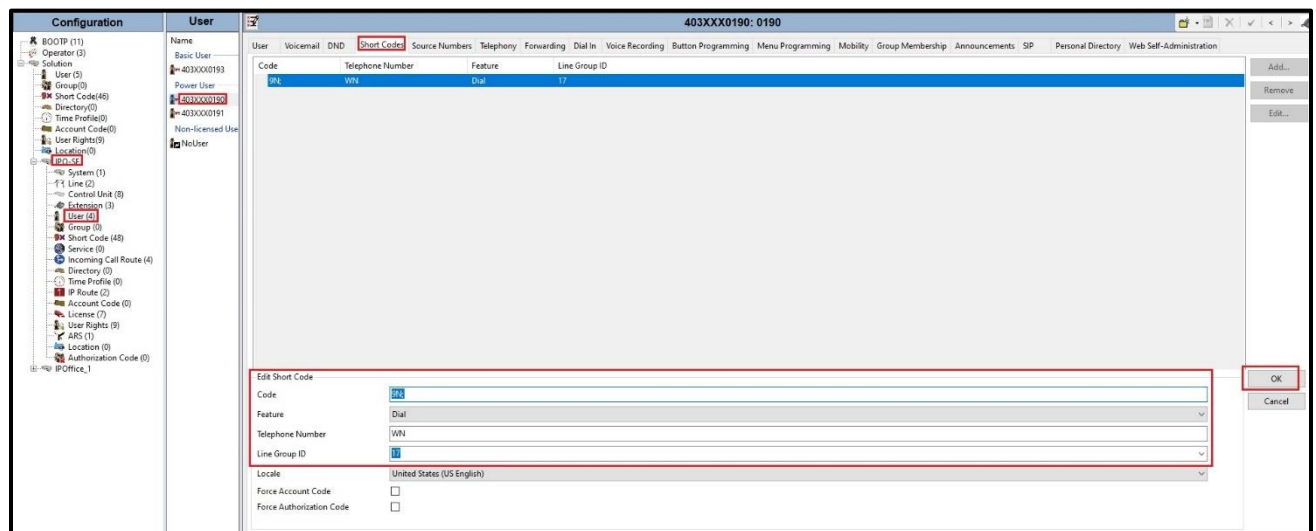 Configuration
BOOTP (11)
Operator (3)
Solution
User (5)
Group(0)
Short Code(46)
Directory(0)
Time Profile(0)
Account Code(0)
User Rights(9)
Location(0)
IPO-SE
System (1)
Line (2)
Control Unit (8)
Extension (3)
User (4)
Group (0)
Short Code (48)
Service (0)
Incoming Call Route (4)
Directory (0)
Time Profile (0)
IP Route (2)
Account Code (0)
License (7)
User Rights (9)
ARS (1)
Location (0)
Authorization Code (0)
IPOffice_1
User
Name
Basic User
403XXX0193
Power User
403XXX0190
403XXX0191
Non-licensed Use
NoUser
403XXX0190: 0190
User Voicemail DND Short Codes Source Numbers Telephony Forwarding Dial In Voice Recording Button Programming Menu Programming Mobility Group Membership Announcements SIP Personal Directory Web Self-Administration
Code Telephone Number Feature Line Group ID
9N; WN Dial 17
Add...
Remove
Edit...
Edit Short Code
Code 9N;
Feature Dial
Telephone Number WN
Line Group ID 17
Locale United States (US English)
Force Account Code
Force Authorization Code
OK
Cancel